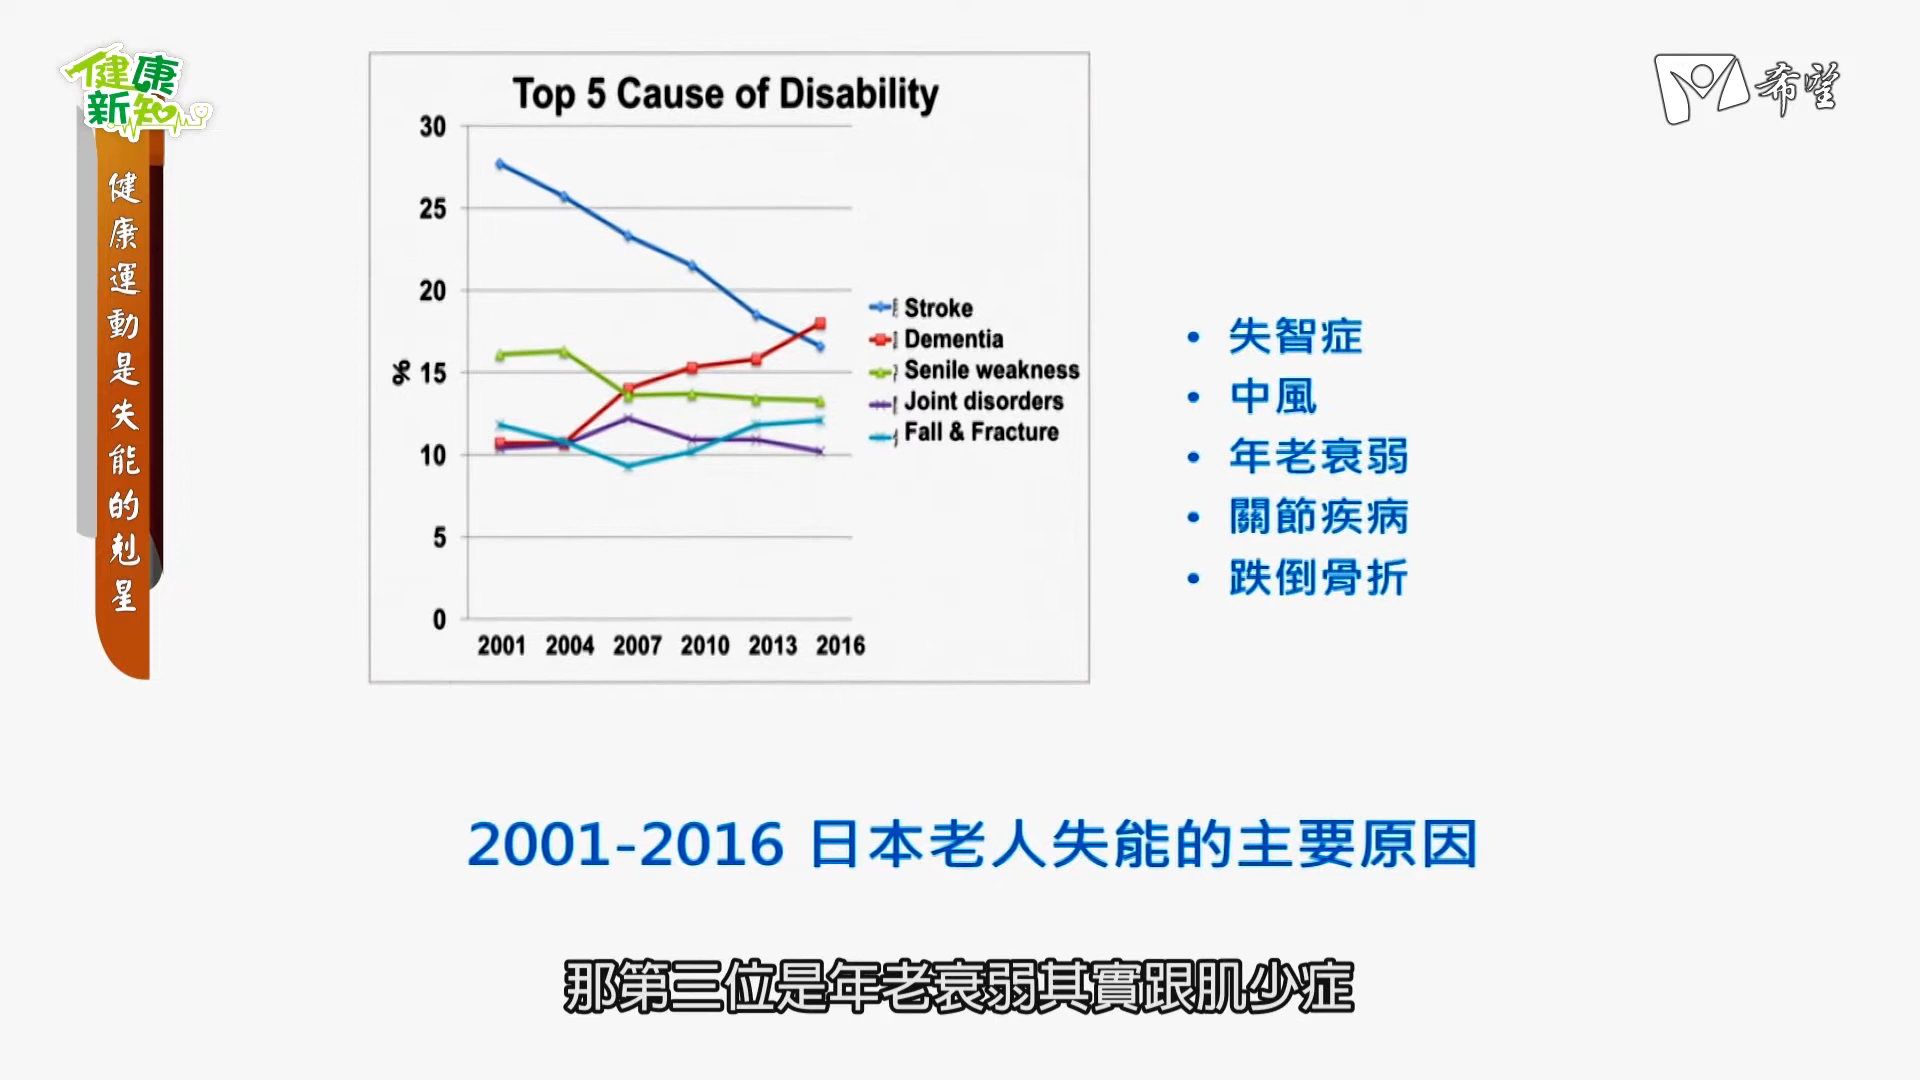 健康
新知
希望
健康運動是失能的剋星
Top 5 Cause of Disability
30
25
20
15
10
5
0
%
2001 2004 2007 2010 2013 2016
Stroke
Dementia
Senile weakness
Joint disorders
Fall & Fracture
• 失智症
• 中風
• 年老衰弱
• 關節疾病
• 跌倒骨折
2001-2016 日本老人失能的主要原因
那第三位是年老衰弱其實跟肌少症